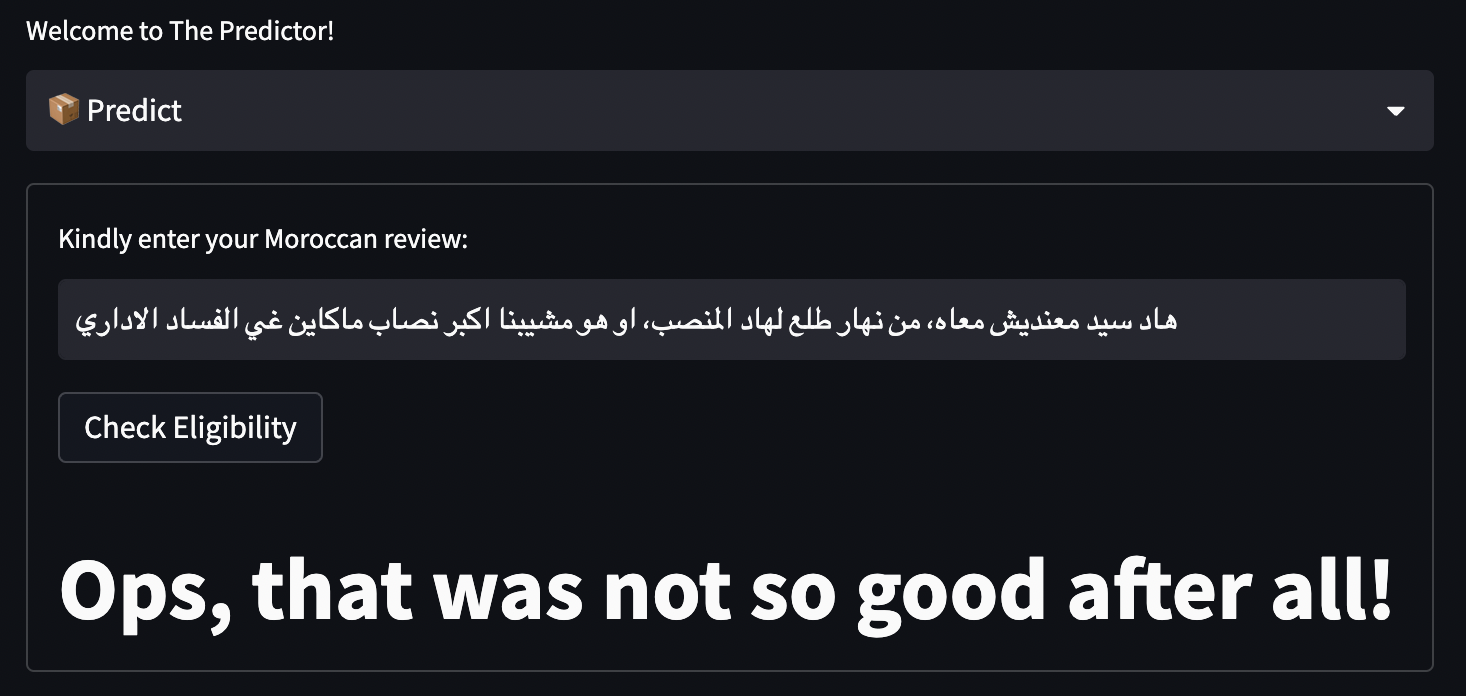 Welcome to The Predictor!
📦 Predict
Kindly enter your Moroccan review:
هاد سيد معنديش معاه، من نهار طلع لهاد المنصب، او هو مشيبنا اكبر نصاب ماكاين غي الفساد الاداري
Check Eligibility
Ops, that was not so good after all!